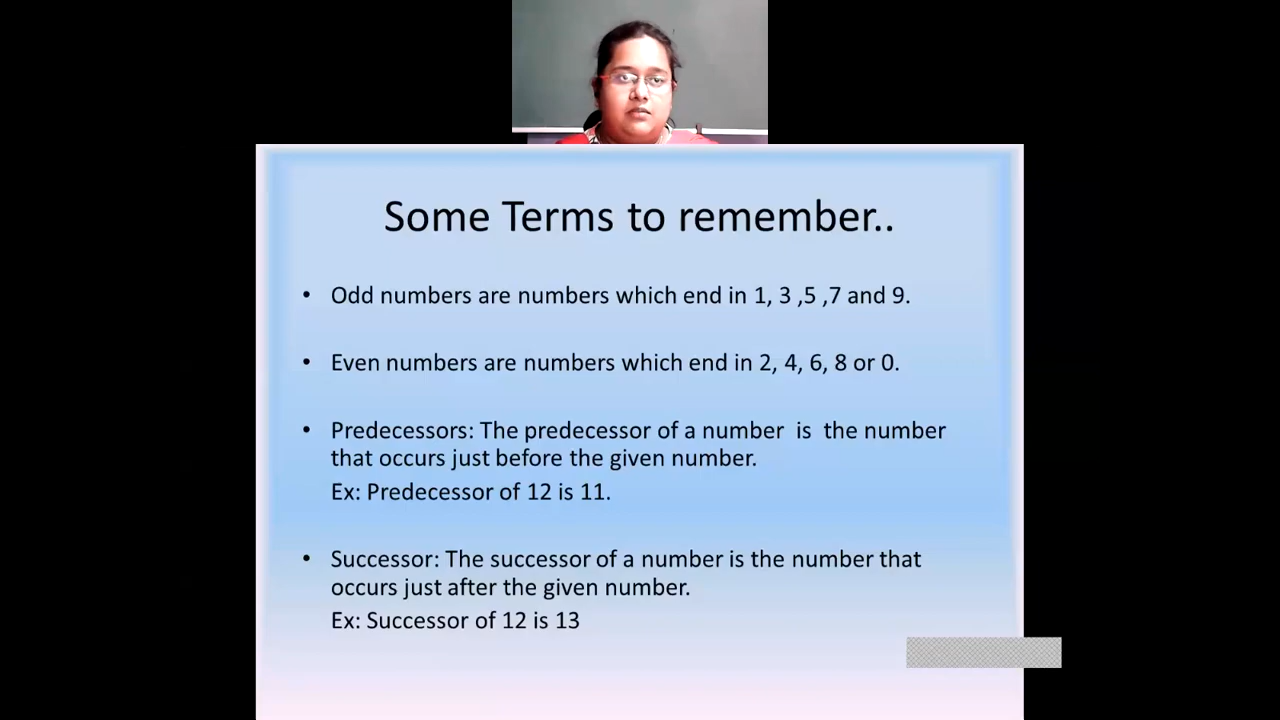 Some Terms to remember..
• Odd numbers are numbers which end in 1, 3 ,5 ,7 and 9.
• Even numbers are numbers which end in 2, 4, 6, 8 or 0.
• Predecessors: The predecessor of a number is the number
that occurs just before the given number.
Ex: Predecessor of 12 is 11.
• Successor: The successor of a number is the number that
occurs just after the given number.
Ex: Successor of 12 is 13